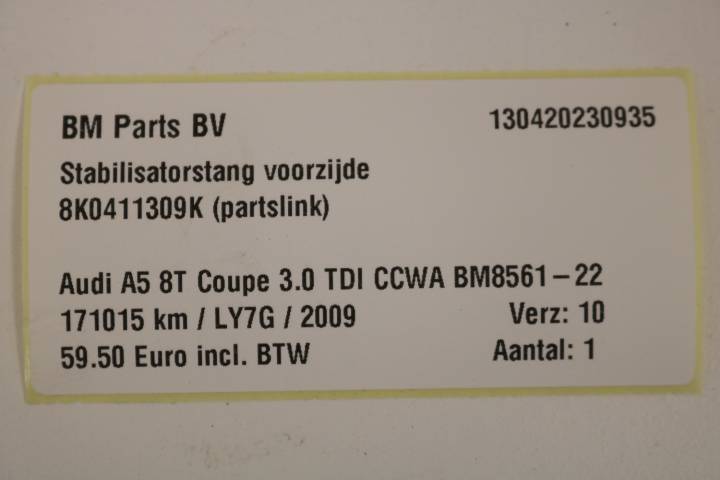 BM Parts BV 130420230935
Stabilisatorstang voorzijde
8K0411309K (partslink)
Audi A5 8T Coupe 3.0 TDI CCWA BM8561-22
171015 km / LY7G / 2009 Verz: 10
59.50 Euro incl. BTW Aantal: 1